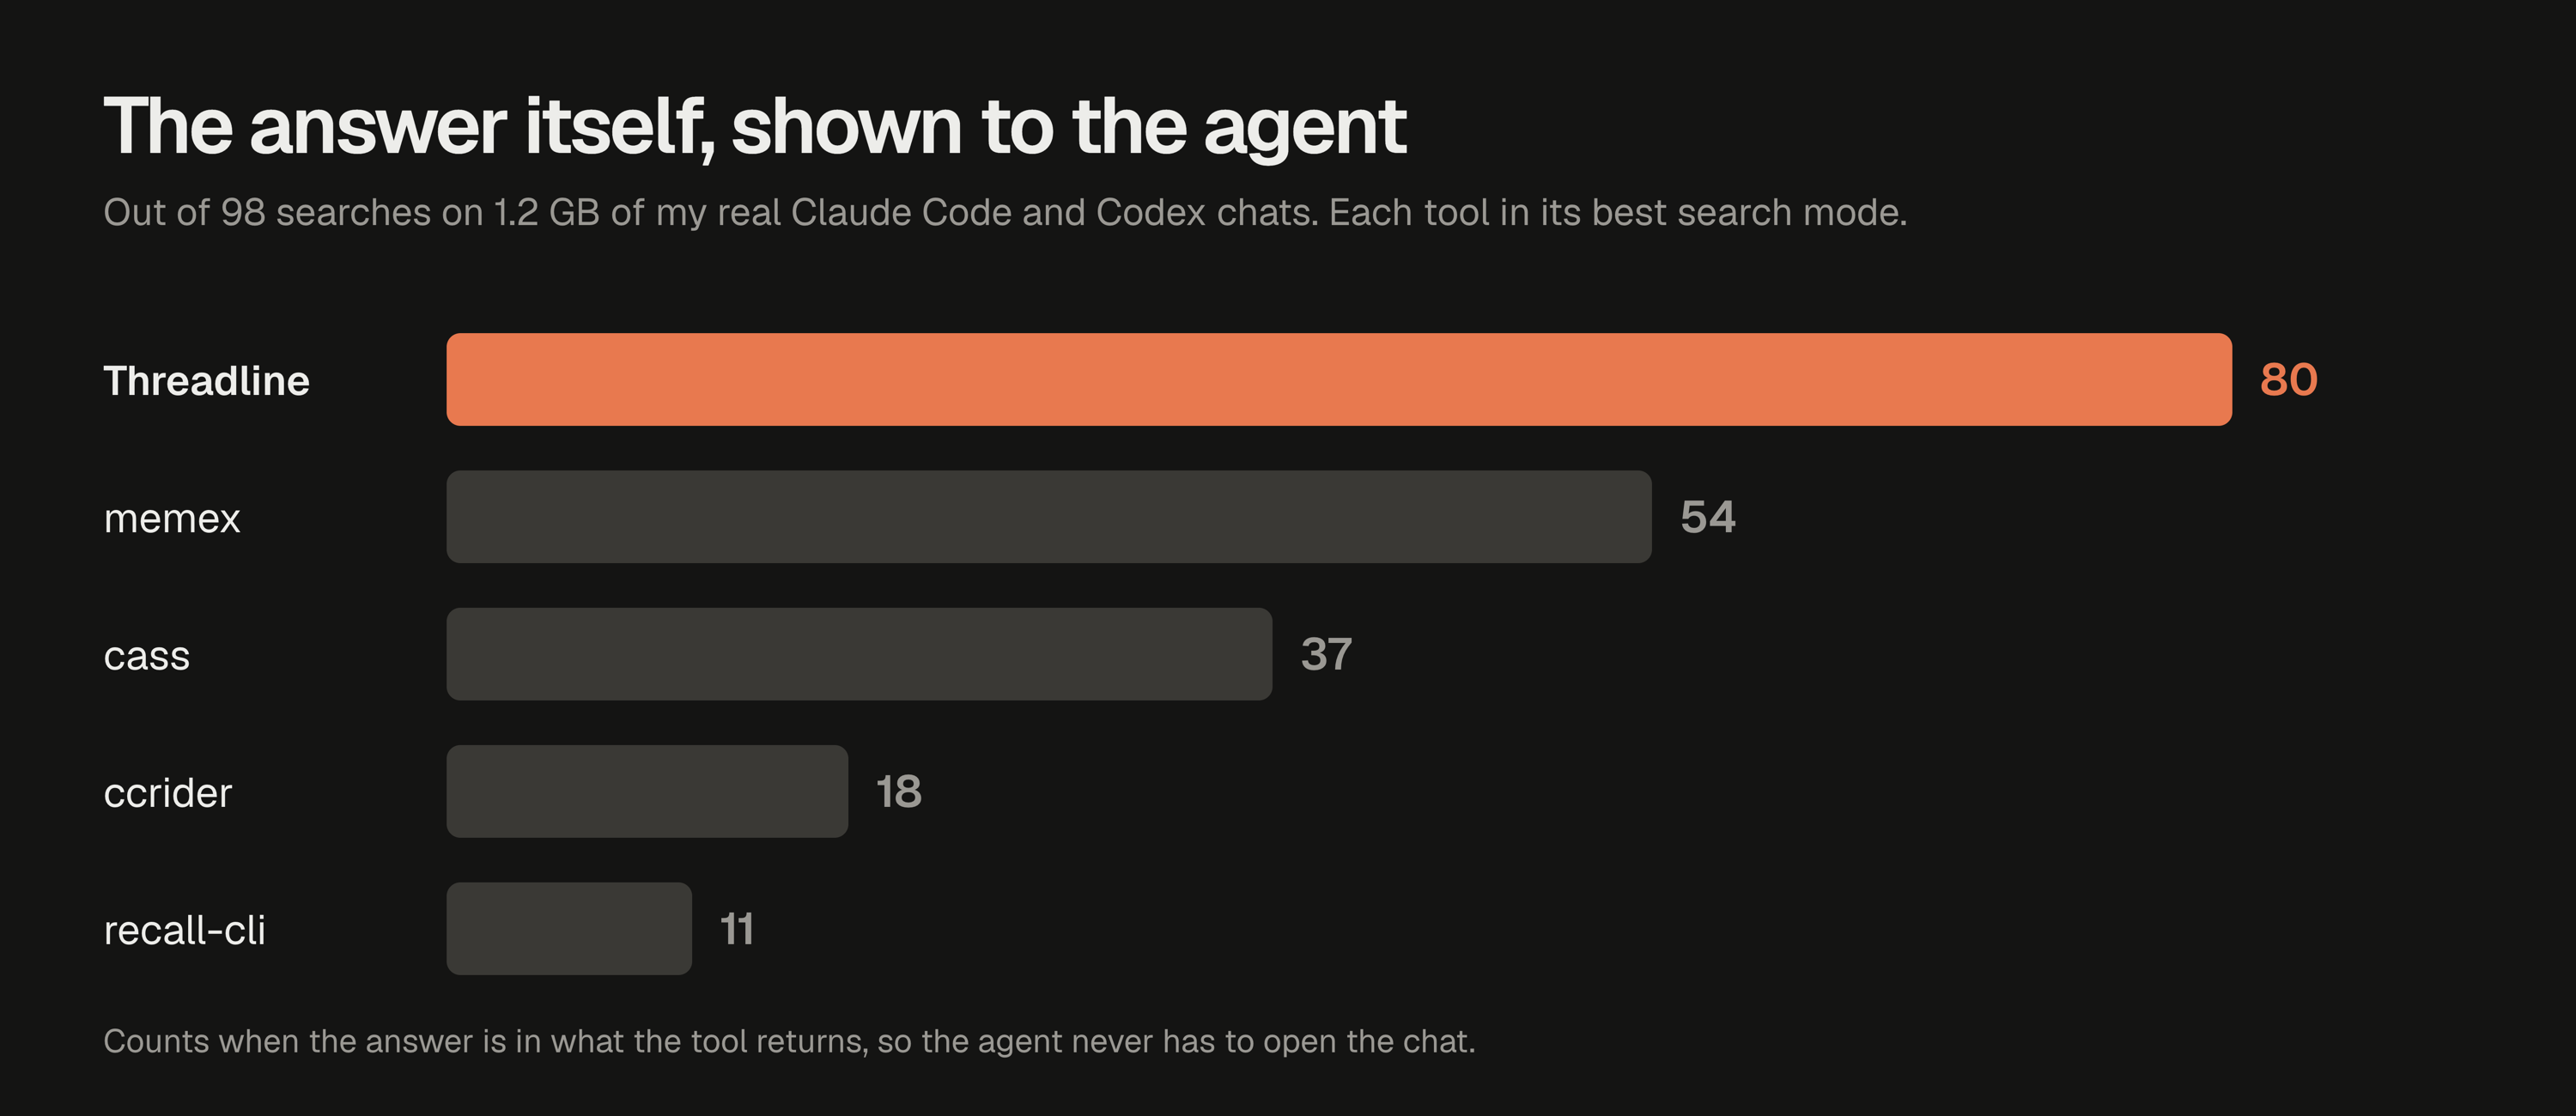 The answer itself, shown to the agent
Out of 98 searches on 1.2 GB of my real Claude Code and Codex chats. Each tool in its best search mode.
Threadline 80
memex 54
cass 37
ccrider 18
recall-cli 11
Counts when the answer is in what the tool returns, so the agent never has to open the chat.